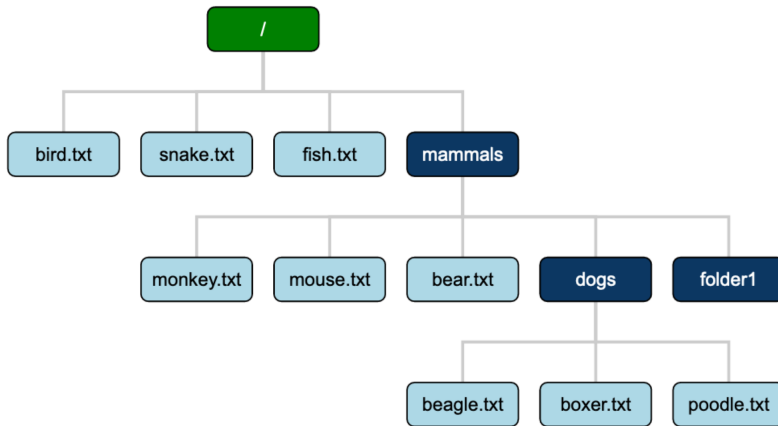 /
bird.txt
snake.txt
fish.txt
mammals
monkey.txt
mouse.txt
bear.txt
dogs
folder1
beagle.txt
boxer.txt
poodle.txt